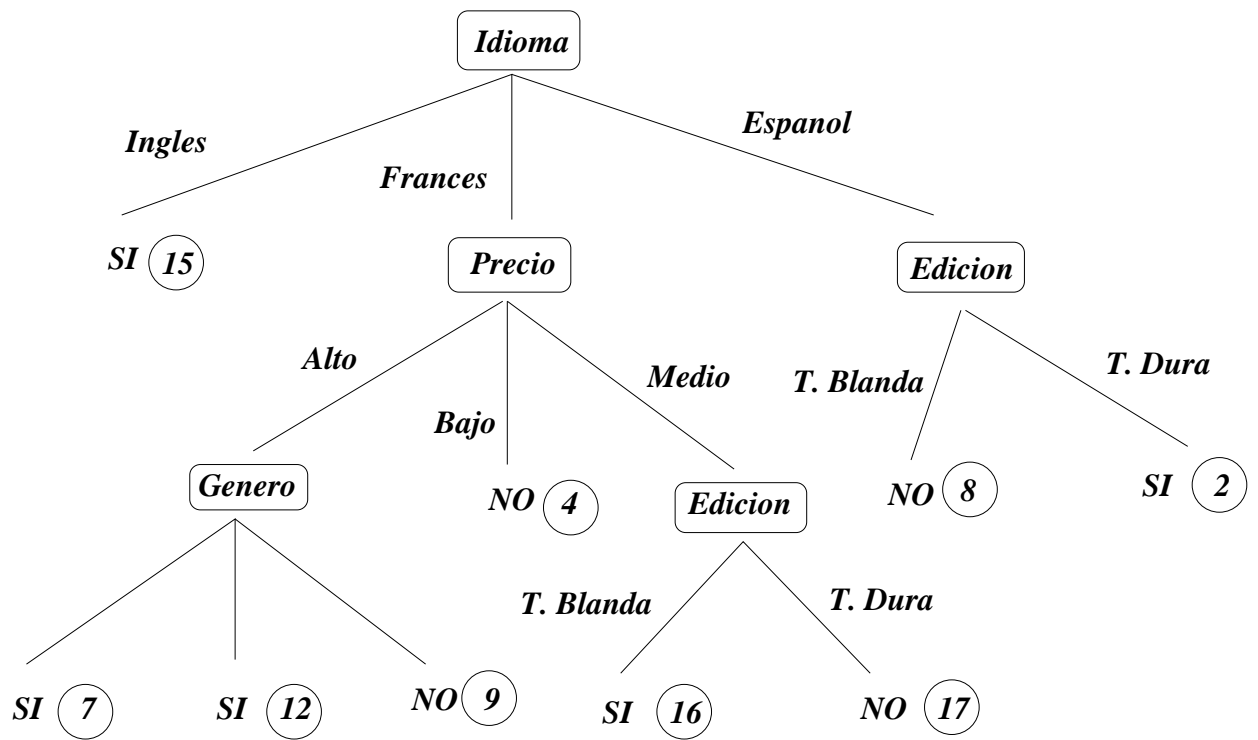 Idioma
Ingles
Frances
Espanol
SI 15
Precio
Edicion
Alto
Bajo
Medio
T. Blanda
T. Dura
Genero
NO 4
Edicion
NO 8
SI 2
T. Blanda
T. Dura
SI 7
SI 12
NO 9
SI 16
NO 17